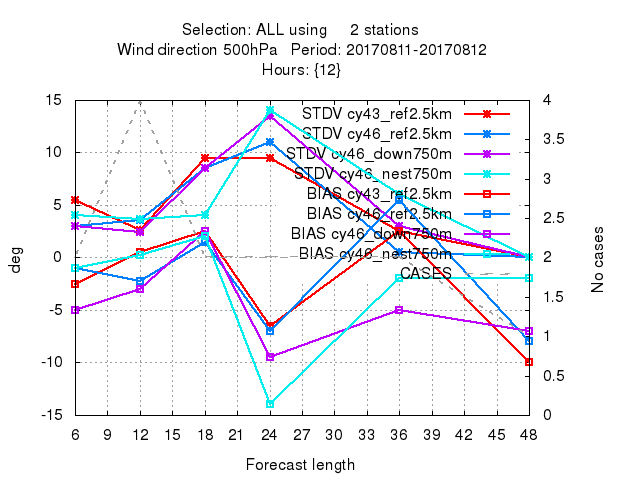 Selection: ALL using 2 stations
Wind direction 500hPa Period: 20170811-20170812
Hours: {12}
STDV cy43_ref2.5km
STDV cy46_ref2.5km
STDV cy46_down750m
STDV cy46_nest750m
BIAS cy43_ref2.5km
BIAS cy46_ref2.5km
BIAS cy46_down750m
BIAS cy46_nest750m
CASES
15
10
5
0
-5
-10
-15
deg
4
3.5
3
2.5
2
1.5
1
0.5
0
No cases
6 9 12 15 18 21 24 27 30 33 36 39 42 45 48
Forecast length